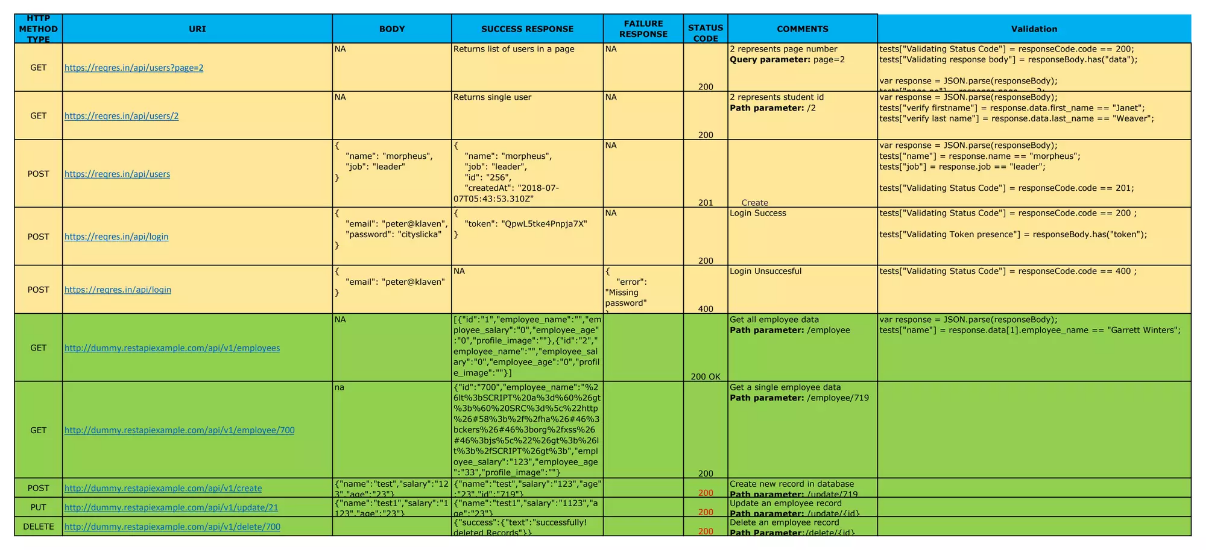 HTTP METHOD TYPE	URI	BODY	SUCCESS RESPONSE	FAILURE RESPONSE	STATUS CODE	COMMENTS	Validation
GET
https://reqres.in/api/users?page=2
NA
Returns list of users in a page
NA
200
2 represents page number
Query parameter: page=2
tests["Validating Status Code"] = responseCode.code == 200;
tests["Validating response body"] = responseBody.has("data");
var response = JSON.parse(responseBody);
GET
https://reqres.in/api/users/2
NA
Returns single user
NA
200
2 represents student id
Path parameter: /2
var response = JSON.parse(responseBody);
tests["verify firstname"] = response.data.first_name == "Janet";
tests["verify last name"] = response.data.last_name == "Weaver";
POST
https://reqres.in/api/users
{
"name": "morpheus",
"job": "leader"
}
{
"name": "morpheus",
"job": "leader",
"id": "256",
"createdAt": "2018-07-
07T05:43:53.310Z"
NA
201
Create
var response = JSON.parse(responseBody);
tests["name"] = response.name == "morpheus";
tests["job"] = response.job == "leader";
tests["Validating Status Code"] = responseCode.code == 201;
POST
https://reqres.in/api/login
{
"email": "peter@klaven",
"password": "cityslicka"
}
{
"token": "QpwL5tke4Pnpja7X"
}
NA
200
Login Success
tests["Validating Status Code"] = responseCode.code == 200 ;
tests["Validating Token presence"] = responseBody.has("token");
POST
https://reqres.in/api/login
{
"email": "peter@klaven"
}
NA
{
"error":
"Missing
password"
400
Login Unsuccesful
tests["Validating Status Code"] = responseCode.code == 400 ;
GET
http://dummy.restapiexample.com/api/v1/employees
NA
[{"id":"1","employee_name":"","em
ployee_salary":"0","employee_age"
:"0","profile_image":""},{"id":"2","
employee_name":"","employee_sal
ary":"0","employee_age":"0","profil
e_image":""}]
200 OK
Get all employee data
Path parameter: /employee
var response = JSON.parse(responseBody);
tests["name"] = response.data[1].employee_name == "Garrett Winters";
GET
http://dummy.restapiexample.com/api/v1/employee/700
na
{"id":"700","employee_name":"%2
6lt%3bSCRIPT%20a%3d%60%26gt
%3b%60%20SRC%3d%5c%22http
%26#58%3b%2f%2fha%26#46%3
bckers%26#46%3borg%2fxss%26
#46%3bjs%5c%22%26gt%3b%26l
t%3b%2fSCRIPT%26gt%3b","empl
oyee_salary":"123","employee_age
":"33","profile_image":""}
200
Get a single employee data
Path parameter: /employee/719
POST
http://dummy.restapiexample.com/api/v1/create
{"name":"test","salary":"12
3","age":"23"}
{"name":"test","salary":"123","age"
:"23","id":"719"}
200
Create new record in database
Path parameter: /update/719
PUT
http://dummy.restapiexample.com/api/v1/update/21
{"name":"test1","salary":"1
123","age":"23"}
{"name":"test1","salary":"1123","a
ge":"23"}
200
Update an employee record
Path parameter: /update/{id}
DELETE
http://dummy.restapiexample.com/api/v1/delete/700
{"success":{"text":"successfully!
deleted Records"}}
200
Delete an employee record
Path Parameter:/delete/{id}